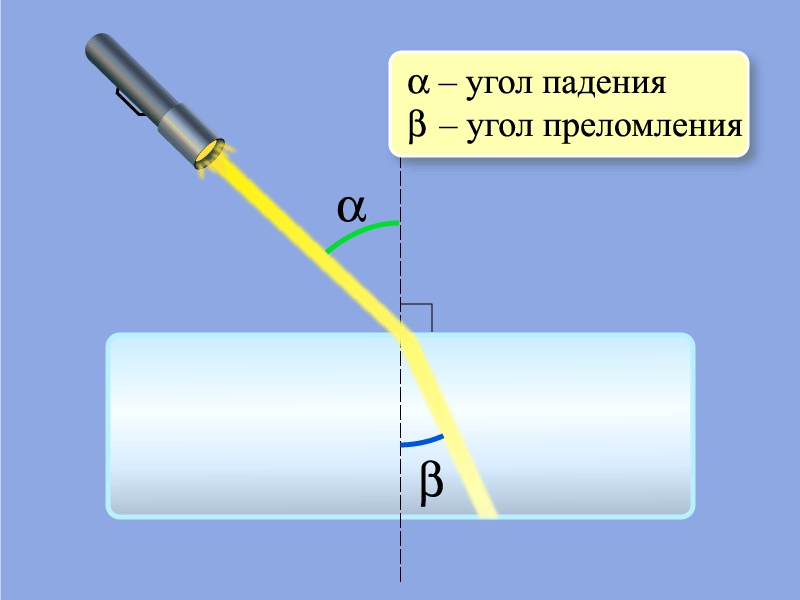 α – угол падения
β – угол преломления
α
β